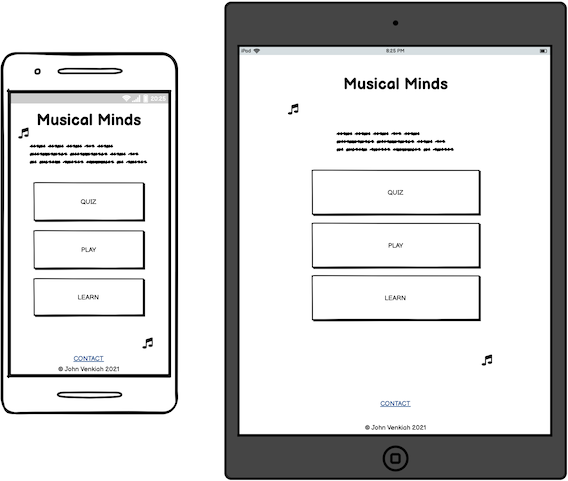 20:25
Musical Minds
QUIZ
PLAY
LEARN
CONTACT
© John Venkiah 2021
iPad 8:25 PM
Musical Minds
QUIZ
PLAY
LEARN
CONTACT
© John Venkiah 2021